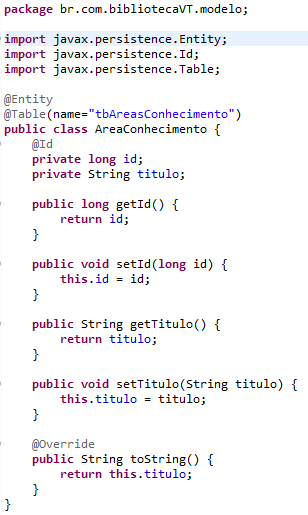 package br.com.bibliotecaVT.modelo;
import javax.persistence.Entity;
import javax.persistence.Id;
import javax.persistence.Table;
@Entity
@Table(name="tbAreasConhecimento")
public class AreaConhecimento {
@Id
private long id;
private String titulo;
public long getId() {
return id;
}
public void setId(long id) {
this.id = id;
}
public String getTitulo() {
return titulo;
}
public void setTitulo(String titulo) {
this.titulo = titulo;
}
@Override
public String toString() {
return this.titulo;
}
}